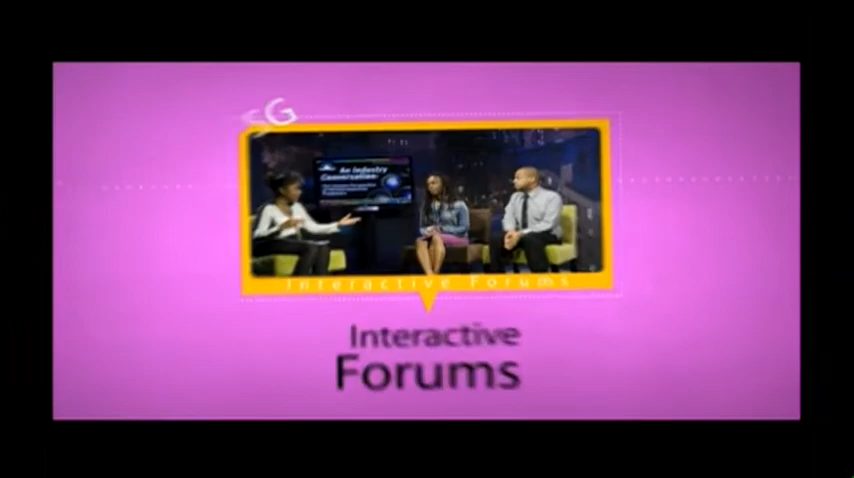 SG
An Industry
Conversation:
Interactive Forums
Interactive
Forums